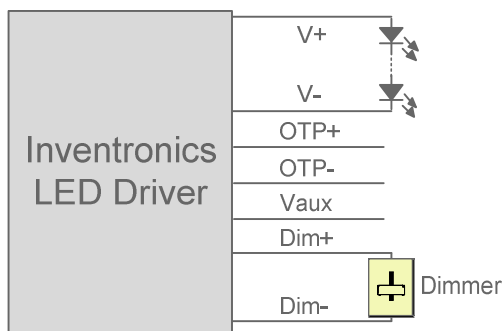 V+
V-
Inventronics
LED Driver
OTP+
OTP-
Vaux
Dim+
Dimmer
Dim-